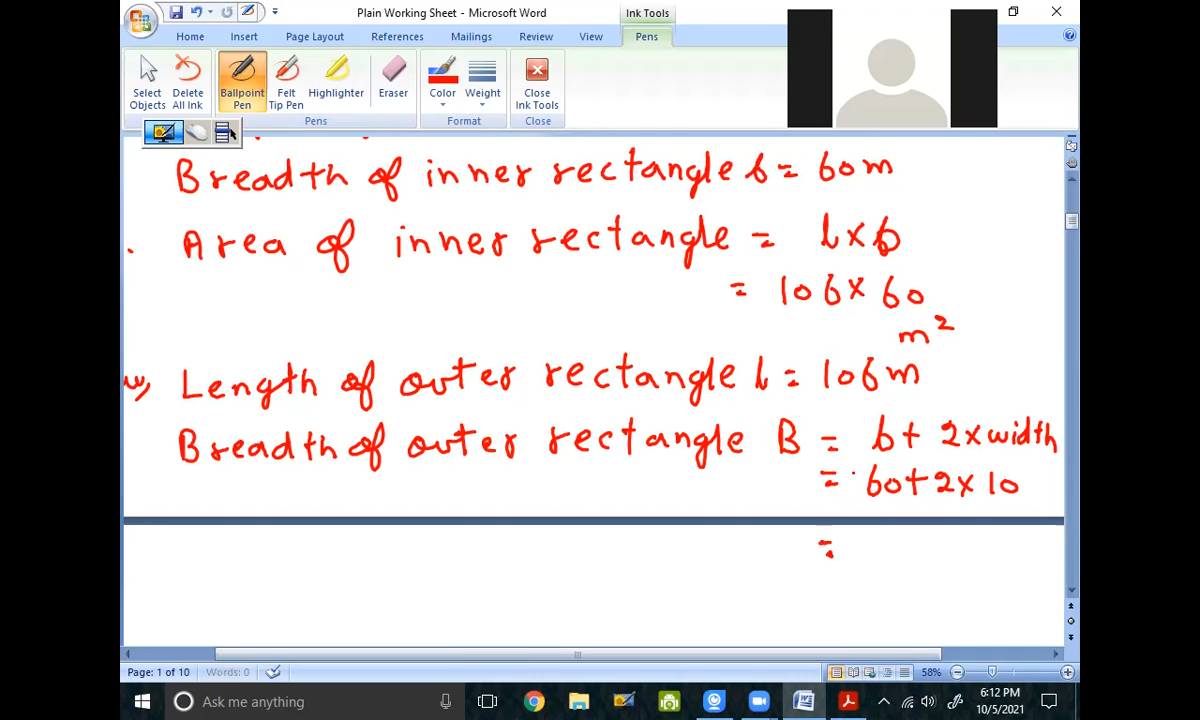 Plain Working Sheet - Microsoft Word
Ink Tools
Home Insert Page Layout References Mailings Review View Pens
Select Objects
Delete All Ink
Ballpoint Pen
Felt Tip Pen
Highlighter
Eraser
Color
Weight
Close Ink Tools
Pens
Format
Close
Breadth of inner rectangle b = 60m
. Area of inner rectangle = l × b
= 106 × 60
m²
Length of outer rectangle l = 106m
Breadth of outer rectangle B = b + 2 × width
= 60 + 2 × 10
=
Page: 1 of 10 Words: 0 58%
Ask me anything
6:12 PM
10/5/2021